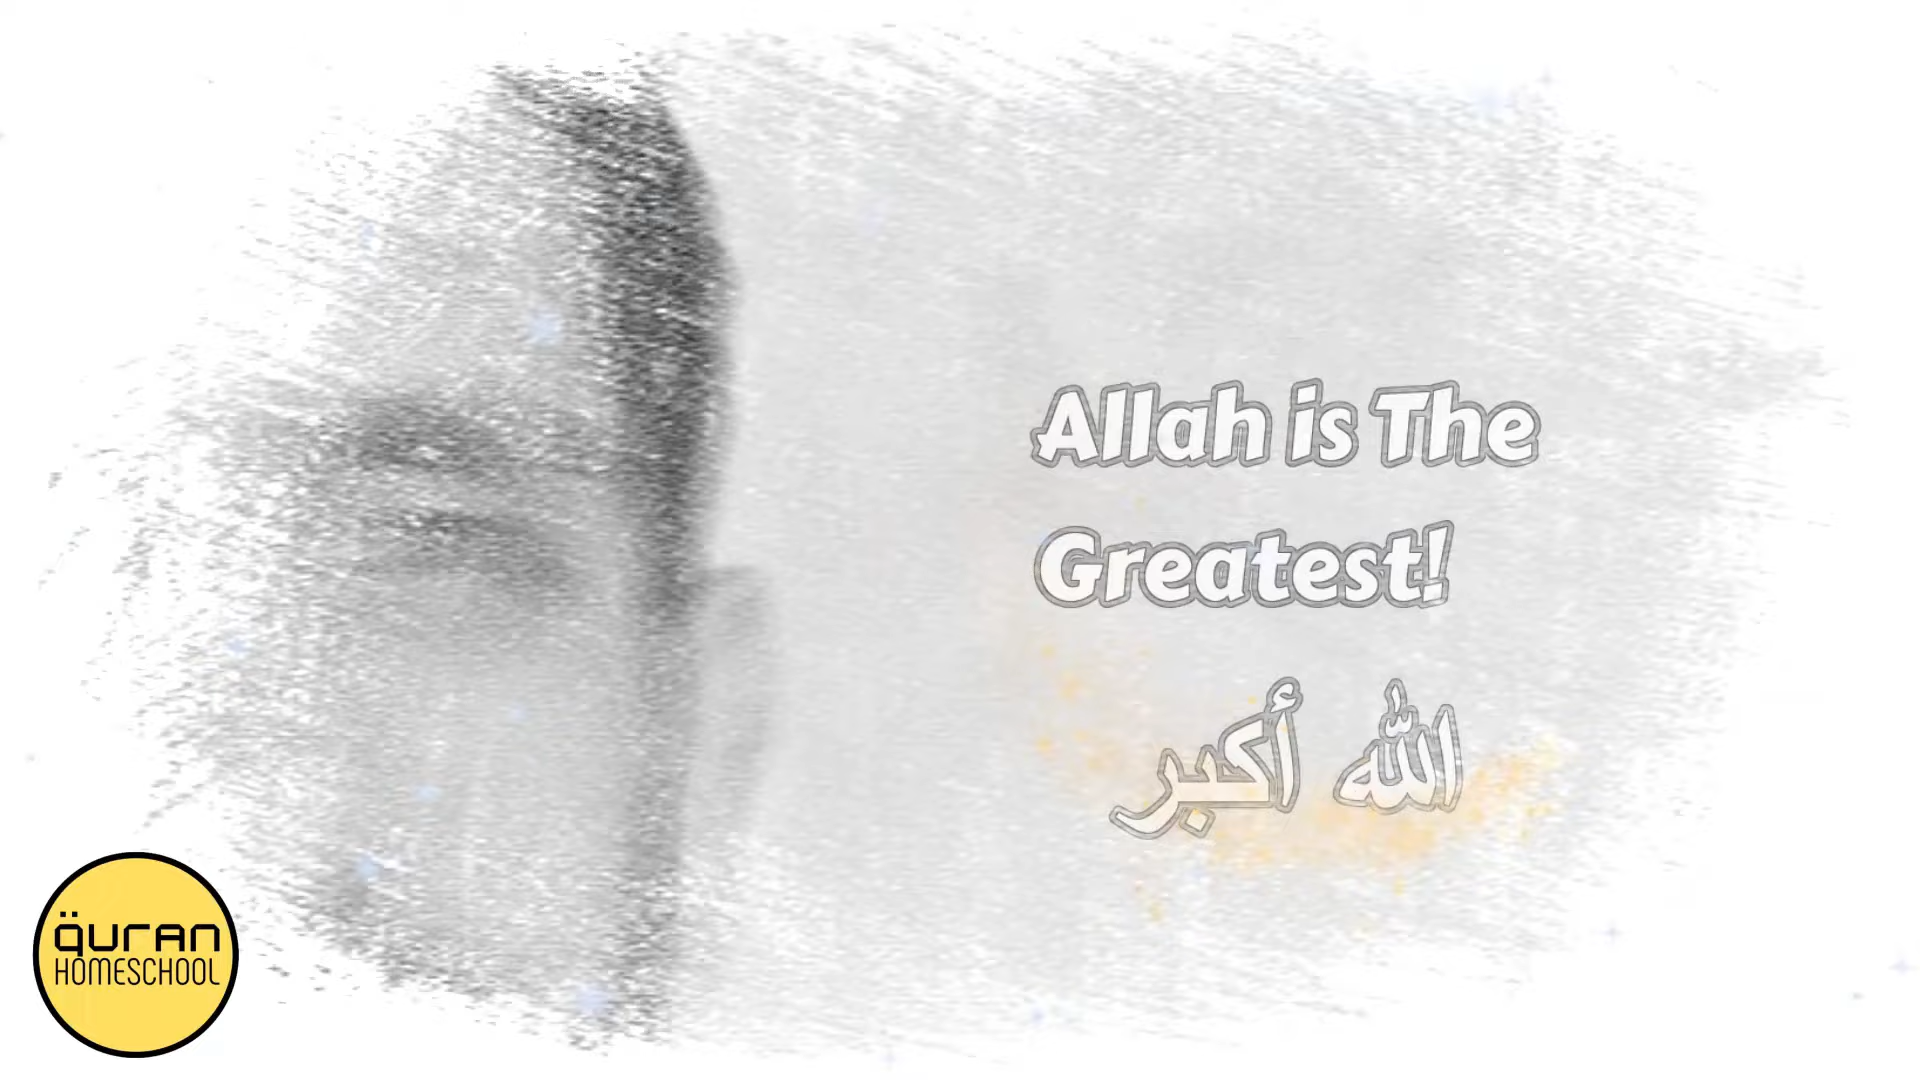 Allah is The
Greatest!
الله أكبر
QURAN
HOMESCHOOL